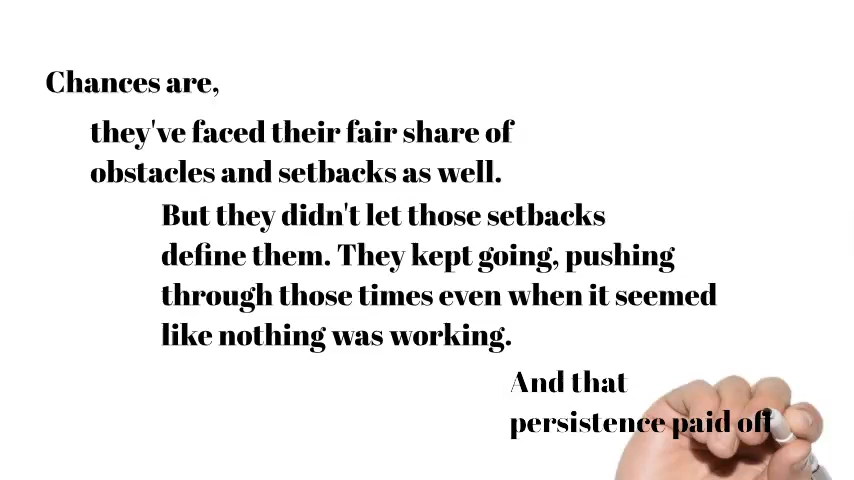 Chances are,
they've faced their fair share of
obstacles and setbacks as well.
But they didn't let those setbacks
define them. They kept going, pushing
through those times even when it seemed
like nothing was working.
And that
persistence paid off